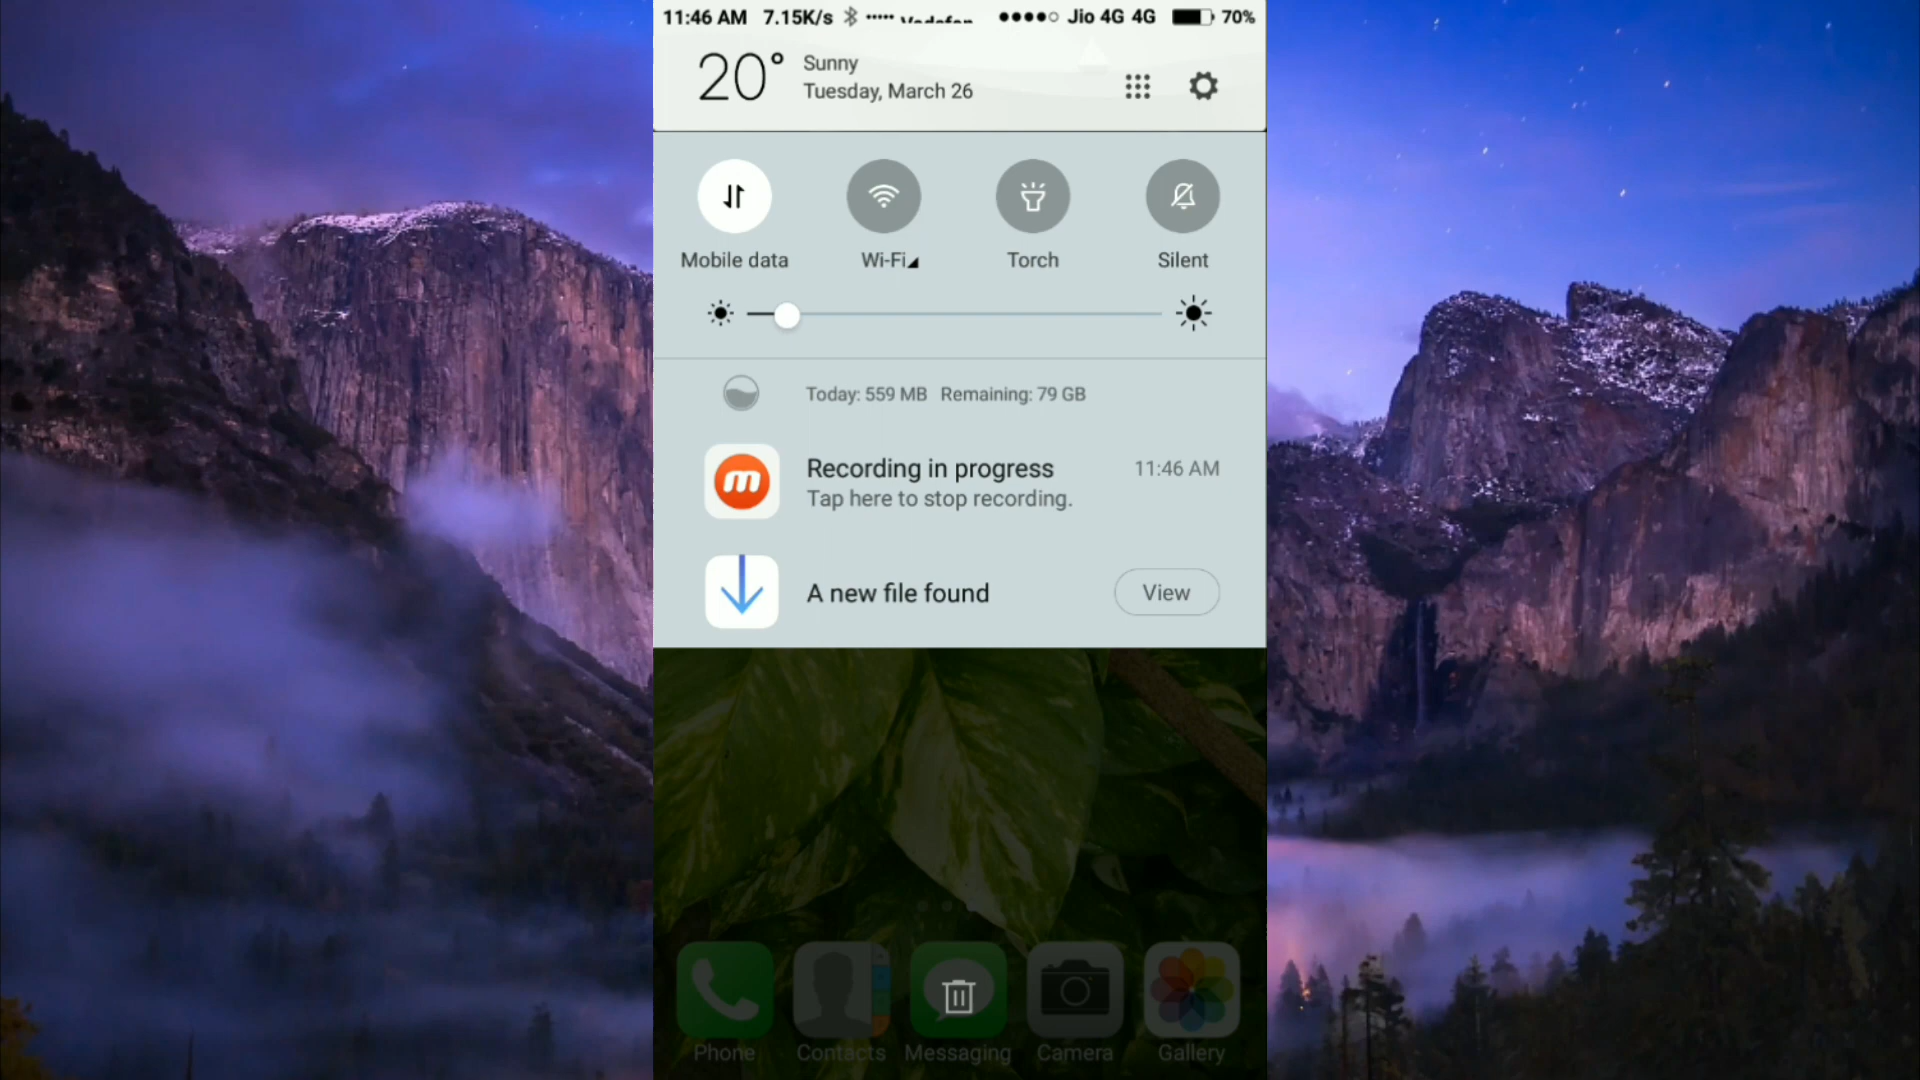 11:46 AM 7.15K/s Jio 4G 4G 70%
20° Sunny
Tuesday, March 26
Mobile data Wi-Fi Torch Silent
Today: 559 MB Remaining: 79 GB
Recording in progress 11:46 AM
Tap here to stop recording.
A new file found View
Phone Contacts Messaging Camera Gallery